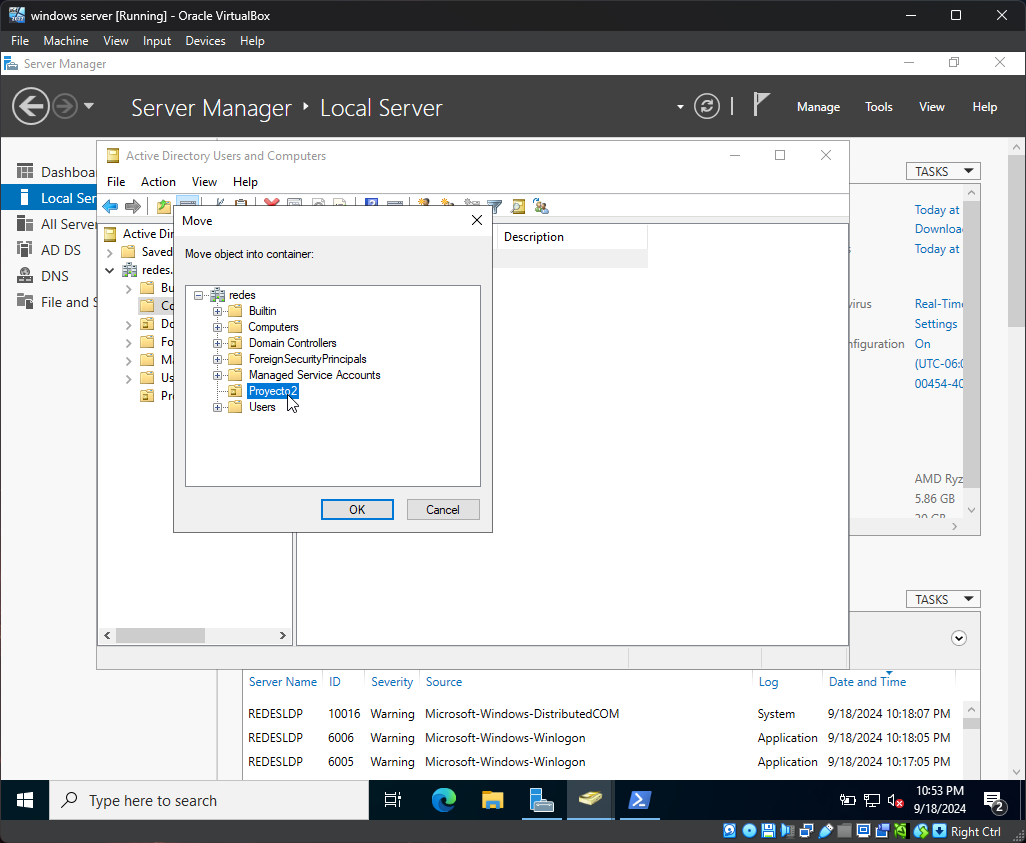 windows server [Running] - Oracle VirtualBox
File Machine View Input Devices Help
Server Manager
Server Manager Local Server
Manage Tools View Help
Dashboa
Local Ser
All Server
AD DS
DNS
File and S
TASKS
Today at
Download
Today at
virus
Real-Time
Settings
nfiguration On
(UTC-06:0
00454-40
AMD Ryz
5.86 GB
Active Directory Users and Computers
File Action View Help
Active Dir
Saved
redes.
Bu
Co
Do
Fo
Ma
Us
Pr
Description
Move
Move object into container:
redes
Builtin
Computers
Domain Controllers
ForeignSecurityPrincipals
Managed Service Accounts
Proyecto2
Users
OK Cancel
TASKS
Server Name ID Severity Source Log Date and Time
REDESLDP 10016 Warning Microsoft-Windows-DistributedCOM System 9/18/2024 10:18:07 PM
REDESLDP 6006 Warning Microsoft-Windows-Winlogon Application 9/18/2024 10:18:05 PM
REDESLDP 6005 Warning Microsoft-Windows-Winlogon Application 9/18/2024 10:17:05 PM
Type here to search
10:53 PM
9/18/2024
2
Right Ctrl